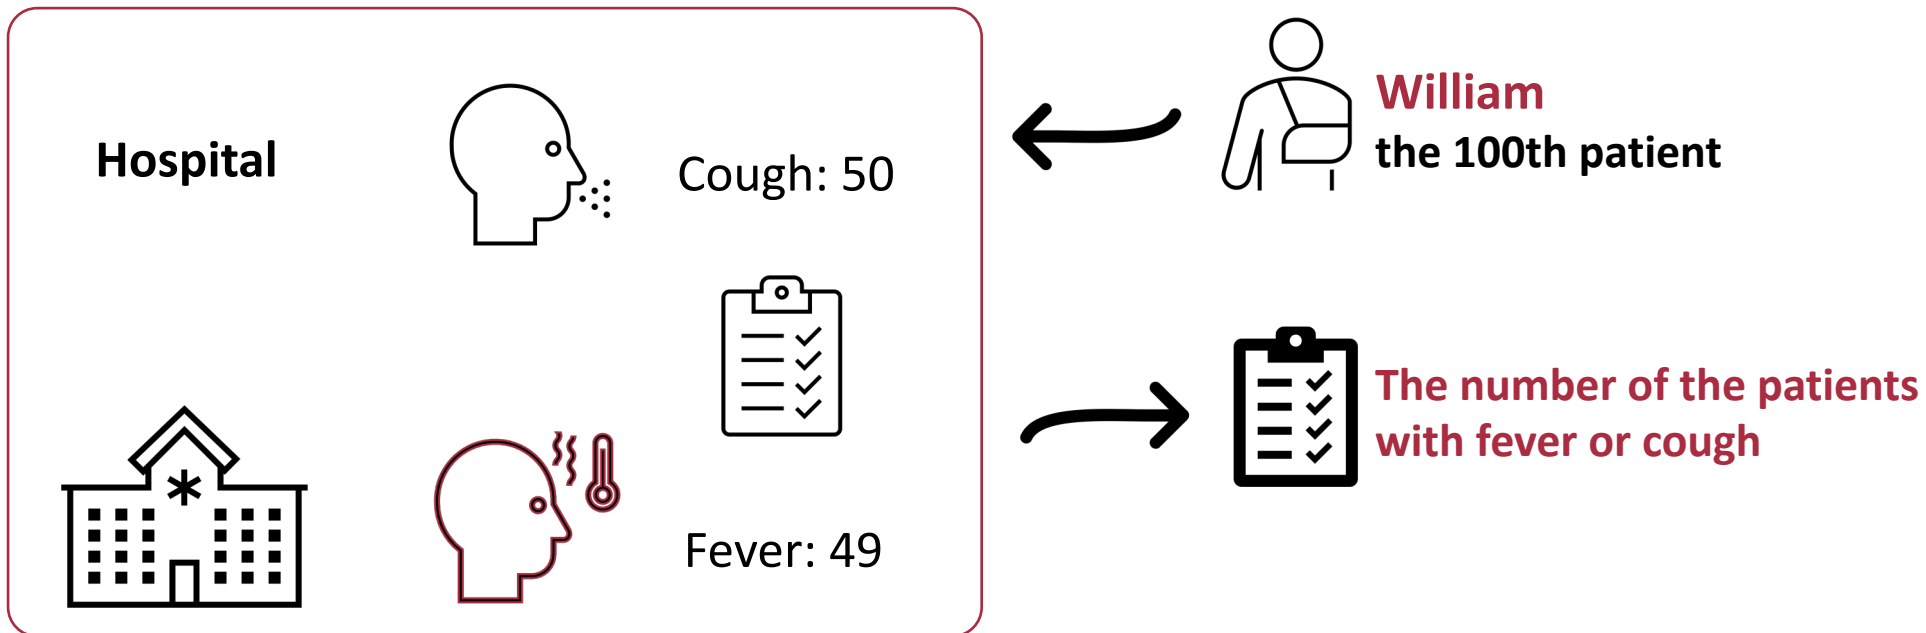 Hospital
Cough: 50
Fever: 49
William
the 100th patient
The number of the patients
with fever or cough